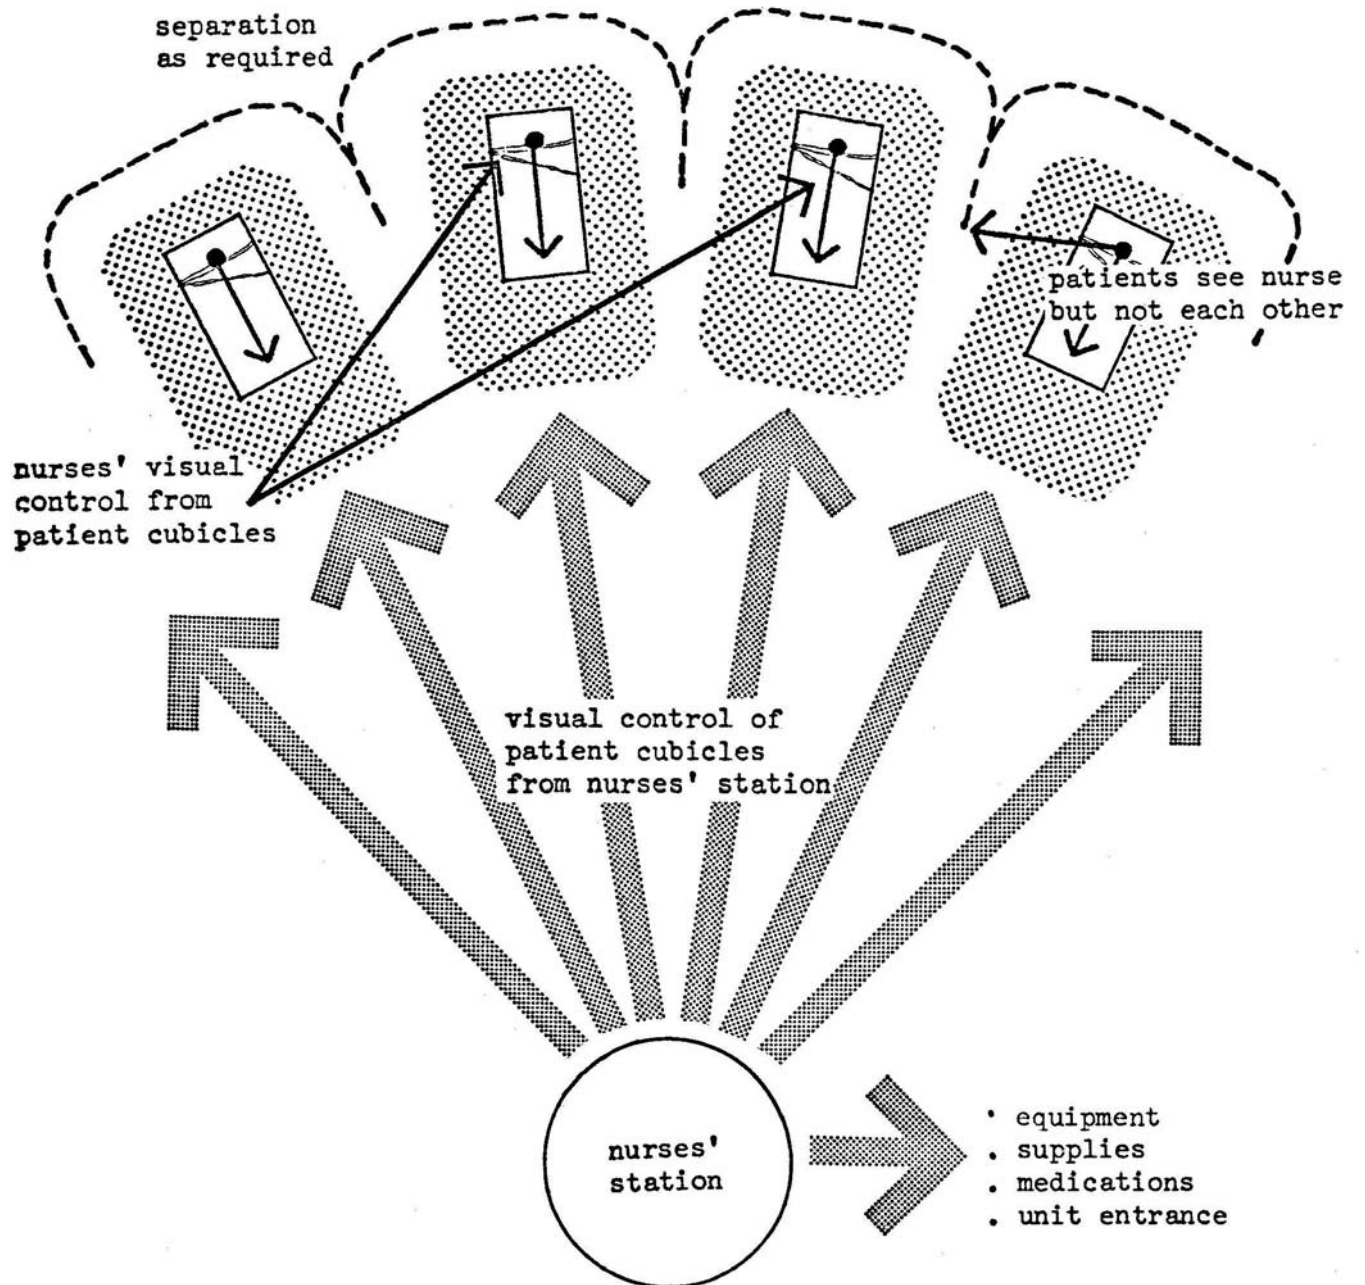 separation
as required
patients see nurse
but not each other
nurses' visual
control from
patient cubicles
visual control of
patient cubicles
from nurses' station
nurses'
station
· equipment
. supplies
. medications
. unit entrance